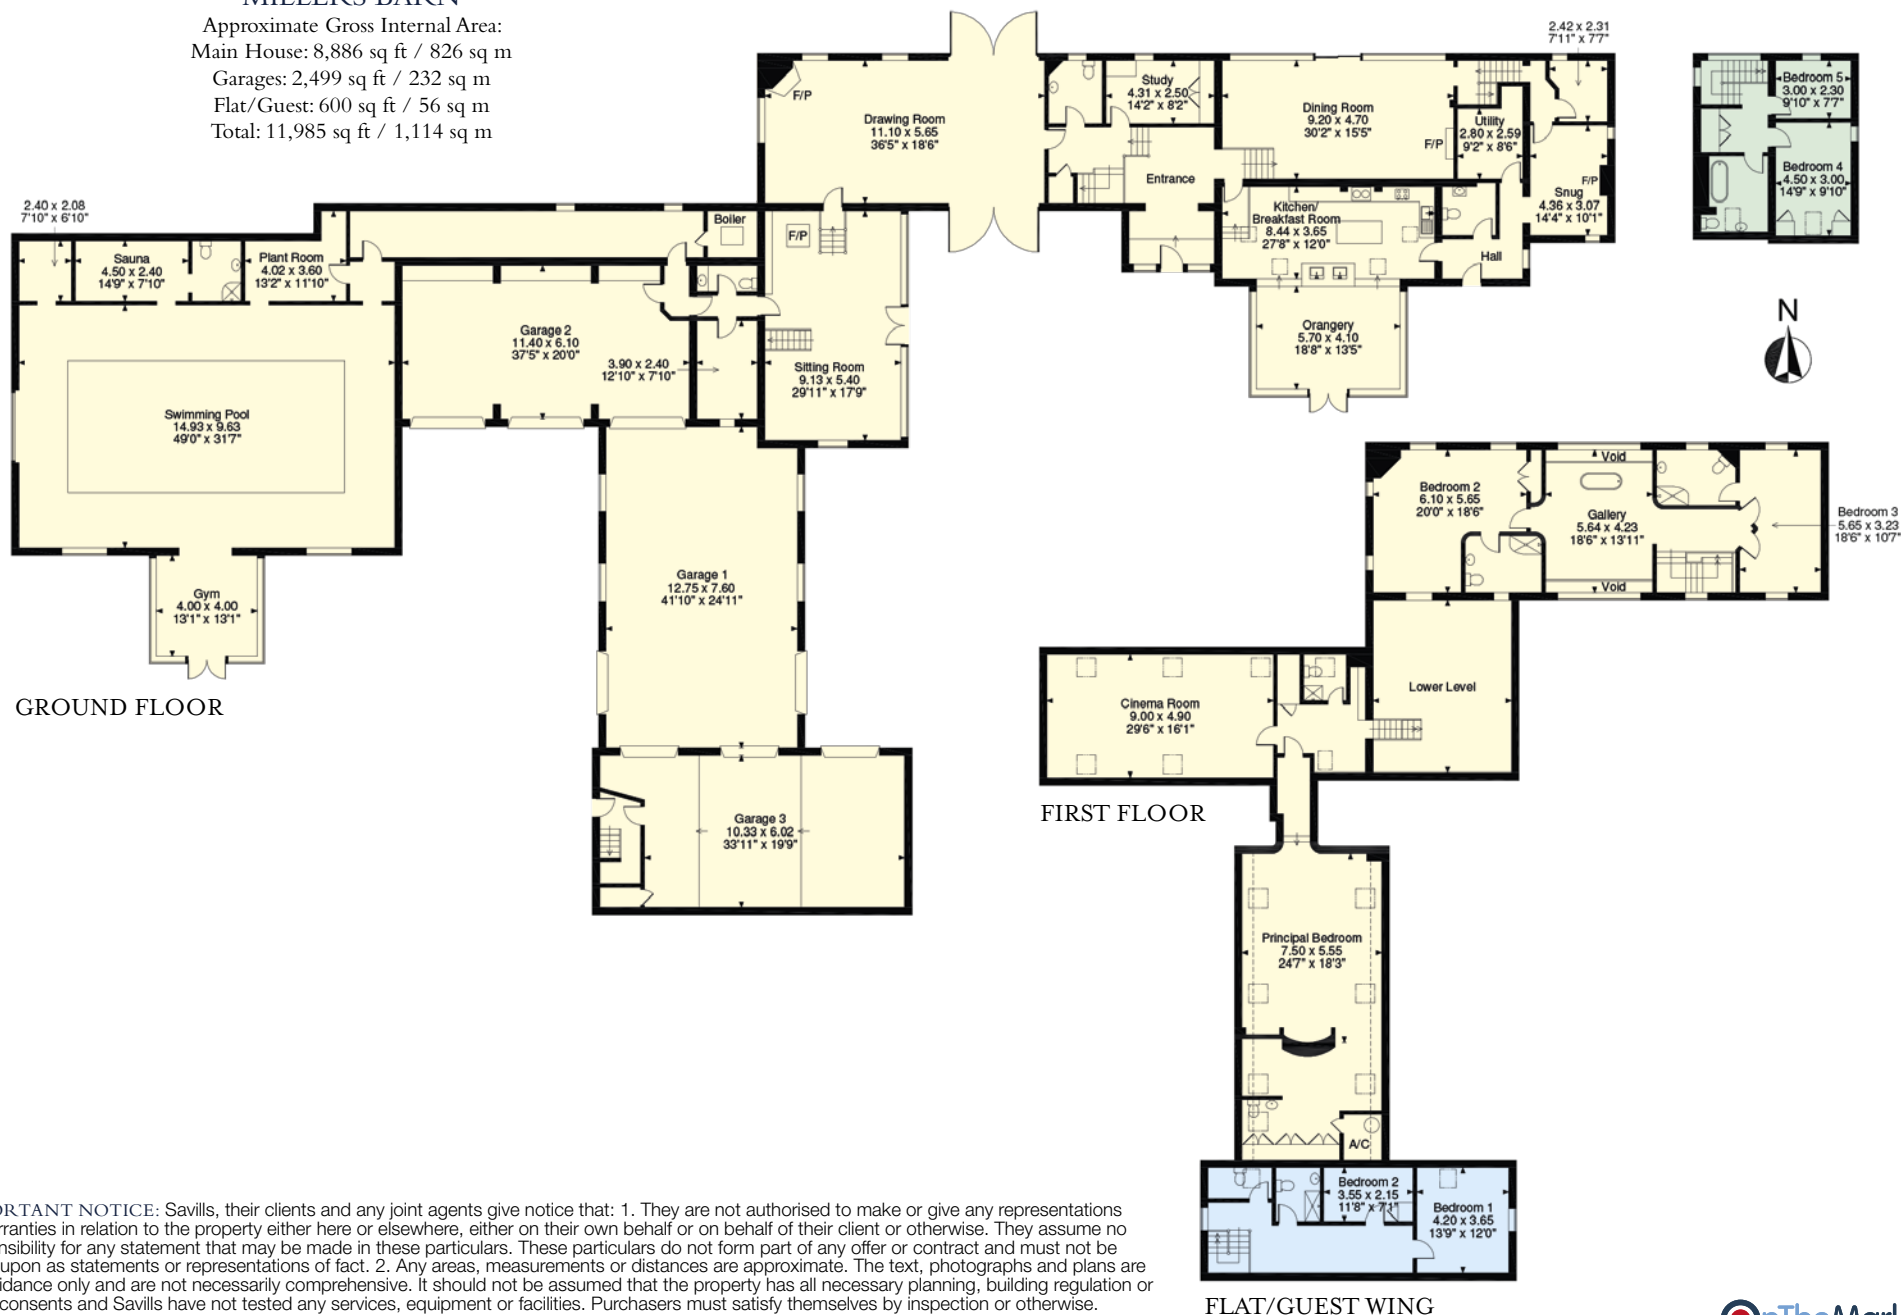 MILLERS BARN
Approximate Gross Internal Area:
Main House: 8,886 sq ft / 826 sq m
Garages: 2,499 sq ft / 232 sq m
Flat/Guest: 600 sq ft / 56 sq m
Total: 11,985 sq ft / 1,114 sq m
2.40 x 2.08
7'10" x 6'10"
Sauna
4.50 x 2.40
14'9" x 7'10"
Plant Room
4.02 x 3.60
13'2" x 11'10"
Boiler
F/P
Swimming Pool
14.93 x 9.63
49'0" x 31'7"
Gym
4.00 x 4.00
13'1" x 13'1"
Garage 2
11.40 x 6.10
37'5" x 20'0"
3.90 x 2.40
12'10" x 7'10"
Sitting Room
9.13 x 5.40
29'11" x 17'9"
Garage 1
12.75 x 7.60
41'10" x 24'11"
Garage 3
10.33 x 6.02
33'11" x 19'9"
GROUND FLOOR
F/P
Drawing Room
11.10 x 5.65
36'5" x 18'6"
Study
4.31 x 2.50
14'2" x 8'2"
Entrance
Dining Room
9.20 x 4.70
30'2" x 15'5"
F/P
Utility
2.80 x 2.59
9'2" x 8'6"
2.42 x 2.31
7'11" x 7'7"
F/P
Snug
4.36 x 3.07
14'4" x 10'1"
Kitchen/
Breakfast Room
8.44 x 3.65
27'8" x 12'0"
Hall
Orangery
5.70 x 4.10
18'8" x 13'5"
Bedroom 5
3.00 x 2.30
9'10" x 7'7"
Bedroom 4
4.50 x 3.00
14'9" x 9'10"
N
Bedroom 2
6.10 x 5.65
20'0" x 18'6"
Void
Gallery
5.64 x 4.23
18'6" x 13'11"
Void
Bedroom 3
5.65 x 3.23
18'6" x 10'7"
Lower Level
Cinema Room
9.00 x 4.90
29'6" x 16'1"
FIRST FLOOR
Principal Bedroom
7.50 x 5.55
24'7" x 18'3"
A/C
Bedroom 2
3.55 x 2.15
11'8" x 7'1"
Bedroom 1
4.20 x 3.65
13'9" x 12'0"
FLAT/GUEST WING
ORTANT NOTICE: Savills, their clients and any joint agents give notice that: 1. They are not authorised to make or give any representations
rranties in relation to the property either here or elsewhere, either on their own behalf or on behalf of their client or otherwise. They assume no
nsibility for any statement that may be made in these particulars. These particulars do not form part of any offer or contract and must not be
upon as statements or representations of fact. 2. Any areas, measurements or distances are approximate. The text, photographs and plans are
idance only and are not necessarily comprehensive. It should not be assumed that the property has all necessary planning, building regulation or
consents and Savills have not tested any services, equipment or facilities. Purchasers must satisfy themselves by inspection or otherwise.
OnTheMark